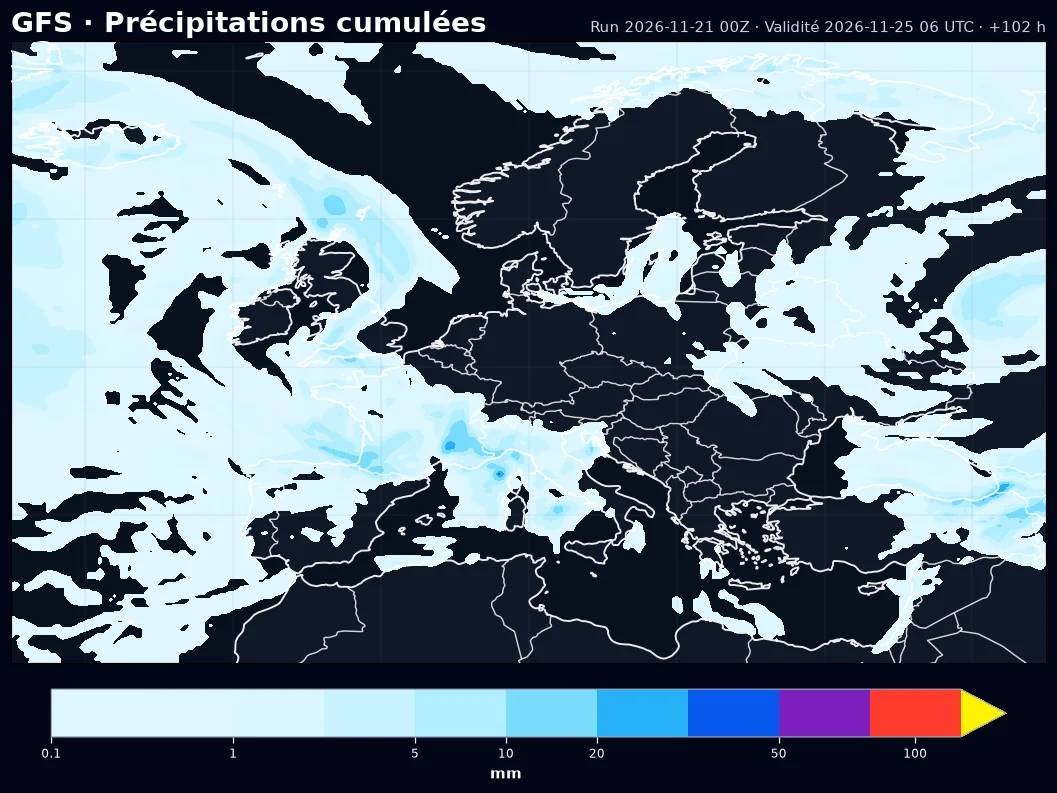 GFS · Précipitations cumulées
Run 2026-11-21 00Z · Validité 2026-11-25 06 UTC · +102 h
0.1 1 5 10 20 50 100
mm